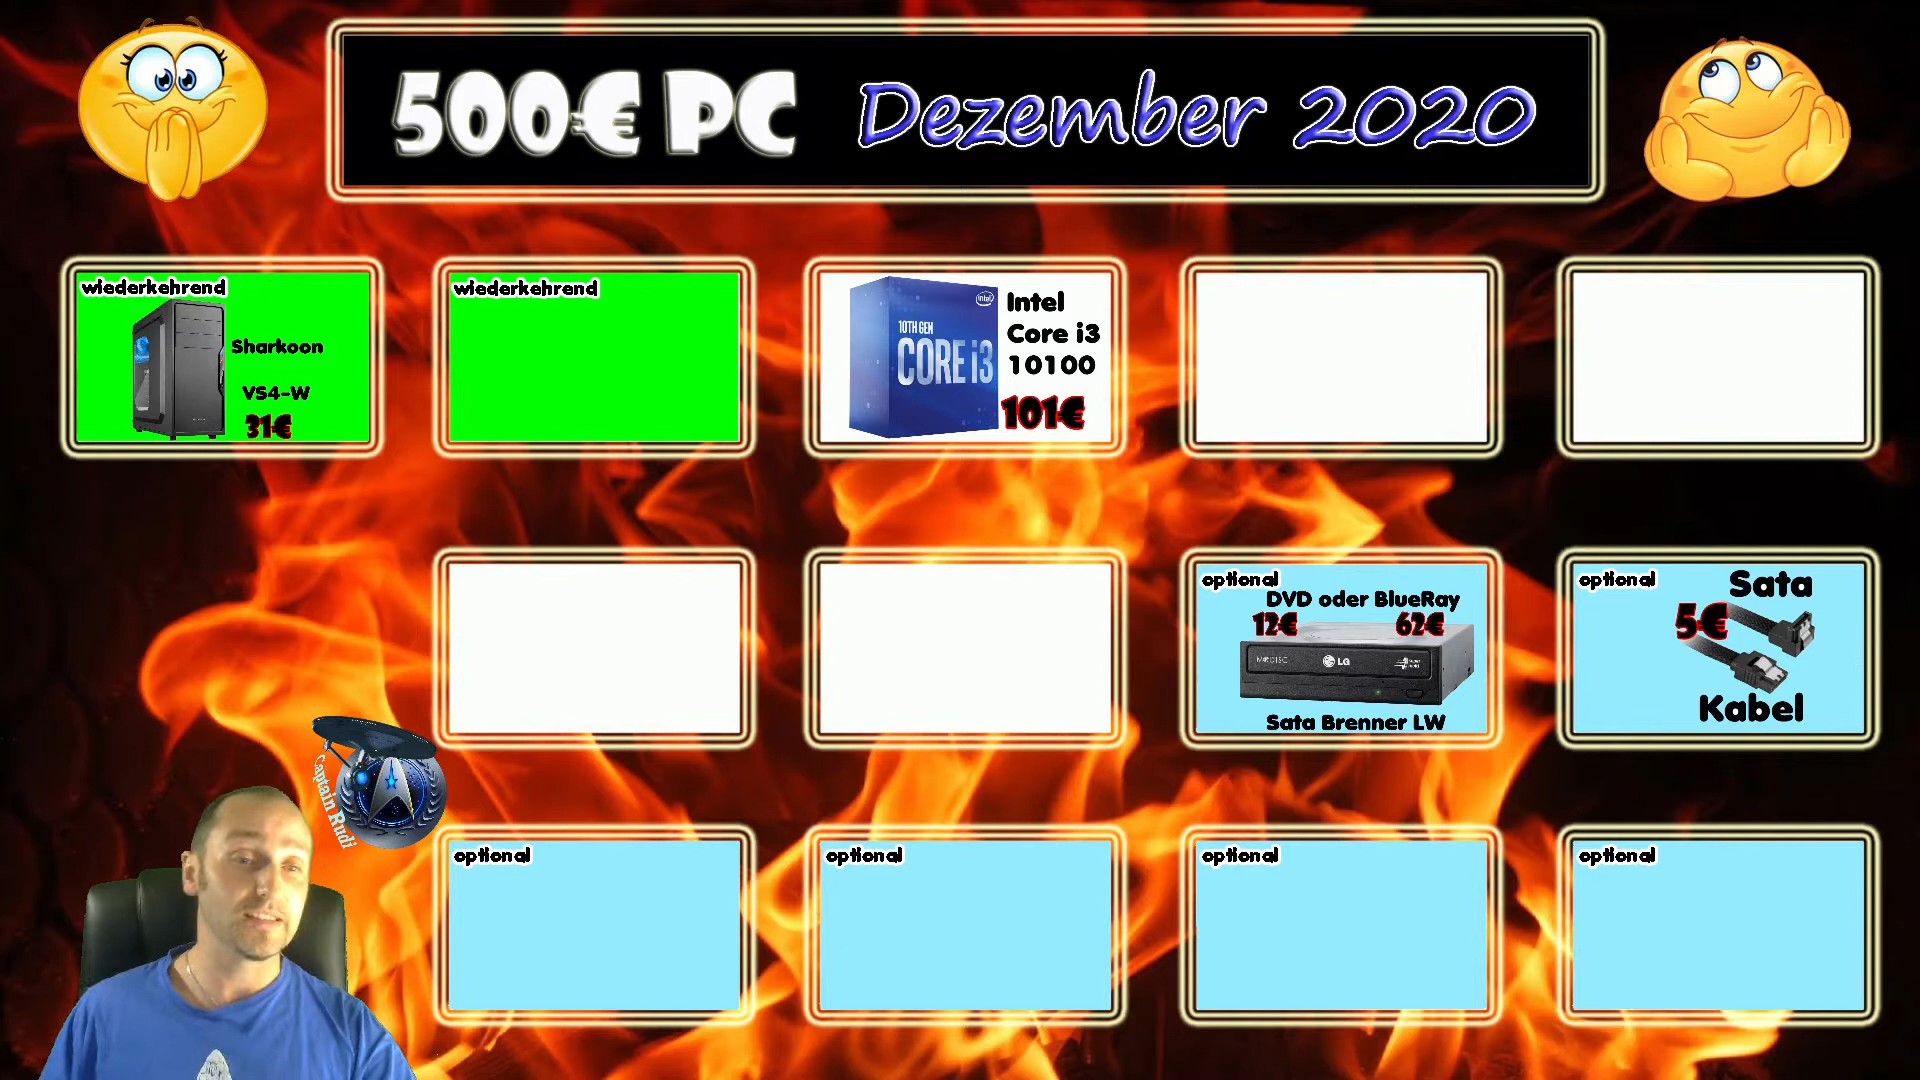 500€ PC Dezember 2020
wiederkehrend
Sharkoon
VS4-W
31€
wiederkehrend
intel
10TH GEN
CORE i3
Intel
Core i3
10100
101€
optional
DVD oder BlueRay
12€ 62€
M DISC LG
Sata Brenner LW
optional
Sata
5€
Kabel
Captain Rudi
optional
optional
optional
optional